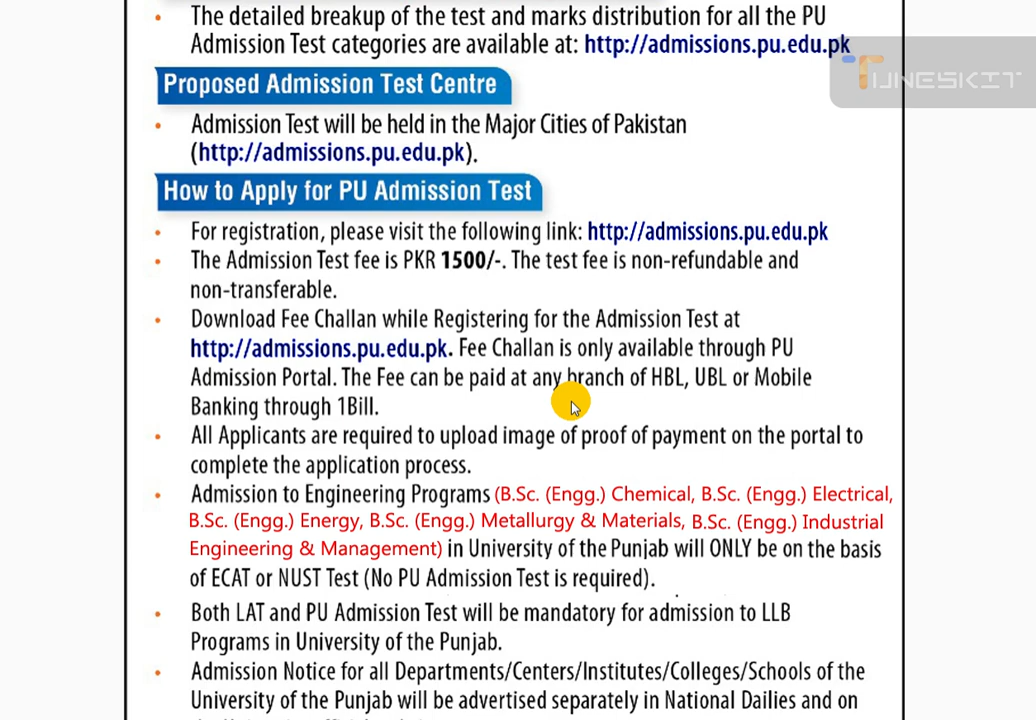 The detailed breakup of the test and marks distribution for all the PU
Admission Test categories are available at: http://admissions.pu.edu.pk
TUNESKIT
Proposed Admission Test Centre
Admission Test will be held in the Major Cities of Pakistan
(http://admissions.pu.edu.pk).
How to Apply for PU Admission Test
For registration, please visit the following link: http://admissions.pu.edu.pk
The Admission Test fee is PKR 1500/-. The test fee is non-refundable and
non-transferable.
Download Fee Challan while Registering for the Admission Test at
http://admissions.pu.edu.pk. Fee Challan is only available through PU
Admission Portal. The Fee can be paid at any branch of HBL, UBL or Mobile
Banking through 1Bill.
All Applicants are required to upload image of proof of payment on the portal to
complete the application process.
Admission to Engineering Programs (B.Sc. (Engg.) Chemical, B.Sc. (Engg.) Electrical,
B.Sc. (Engg.) Energy, B.Sc. (Engg.) Metallurgy & Materials, B.Sc. (Engg.) Industrial
Engineering & Management) in University of the Punjab will ONLY be on the basis
of ECAT or NUST Test (No PU Admission Test is required).
Both LAT and PU Admission Test will be mandatory for admission to LLB
Programs in University of the Punjab.
Admission Notice for all Departments/Centers/Institutes/Colleges/Schools of the
University of the Punjab will be advertised separately in National Dailies and on